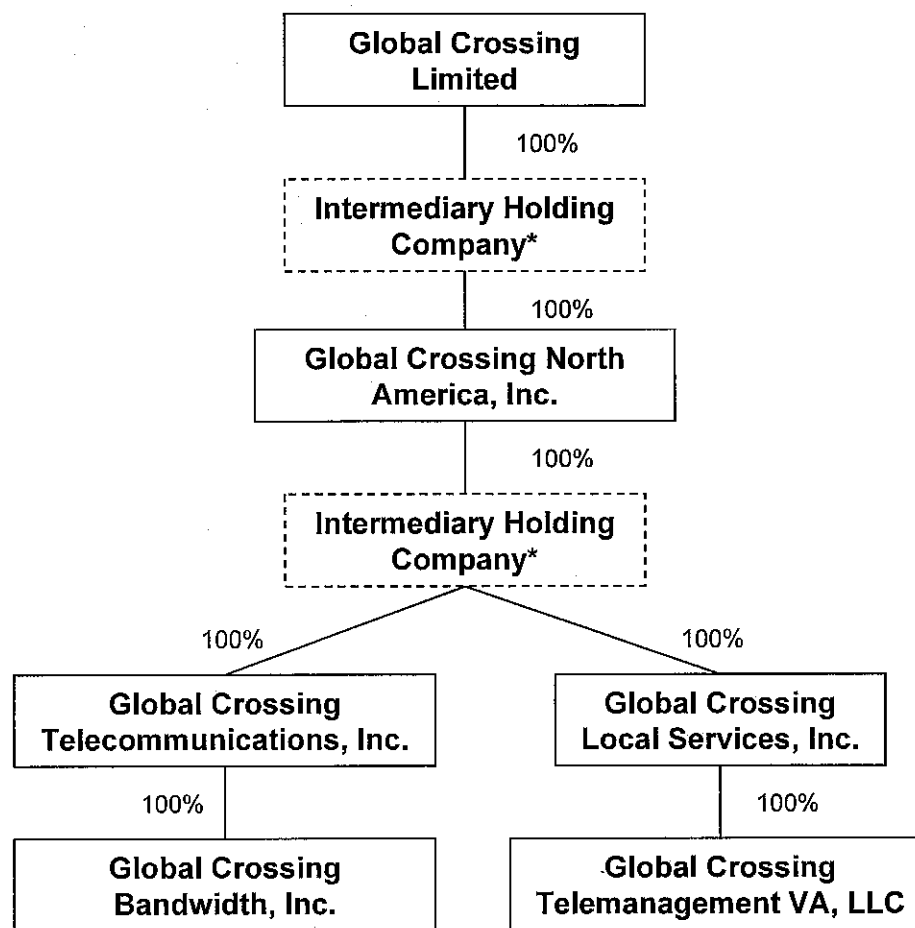 Global Crossing
Limited
100%
Intermediary Holding
Company*
100%
Global Crossing North
America, Inc.
100%
Intermediary Holding
Company*
100%
100%
Global Crossing
Telecommunications, Inc.
Global Crossing
Local Services, Inc.
100%
100%
Global Crossing
Bandwidth, Inc.
Global Crossing
Telemanagement VA, LLC